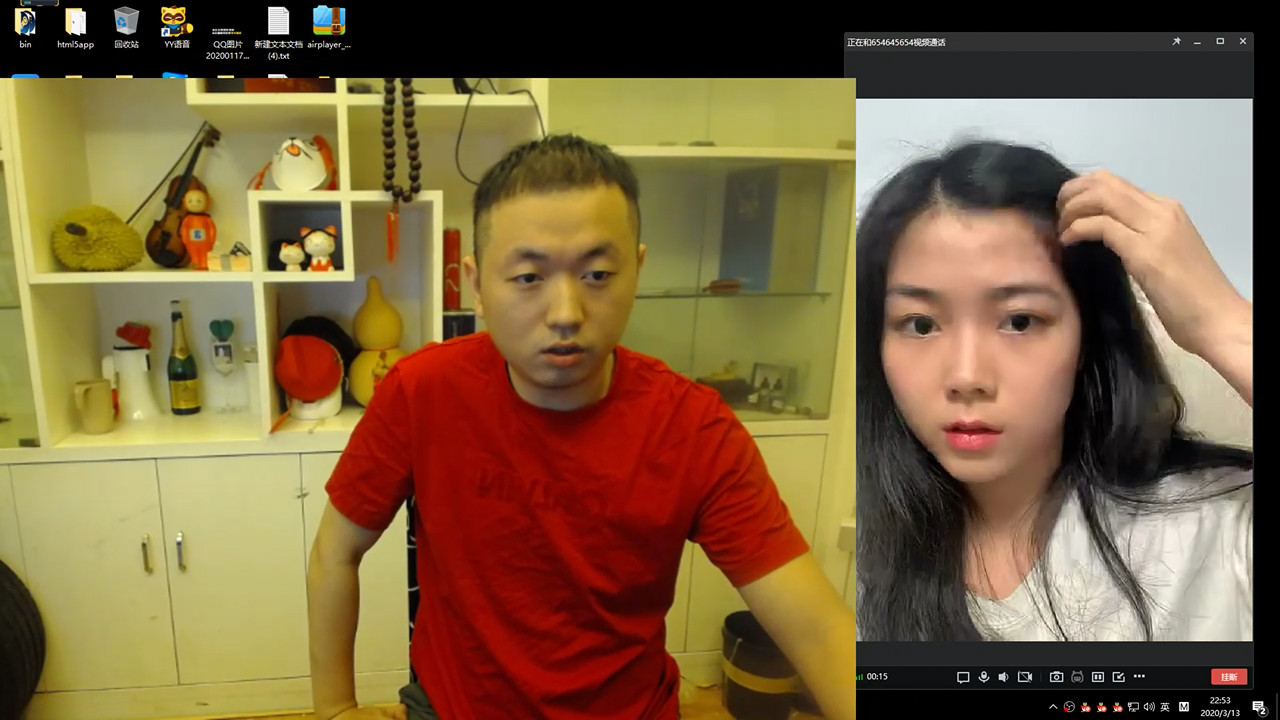 bin
html5app
回收站
YY语音
QQ图片
20200117...
新建文本文档
(4).txt
airplayer_...
正在和654645654视频通话
00:15
挂断
英
M
22:53
2020/3/13
2